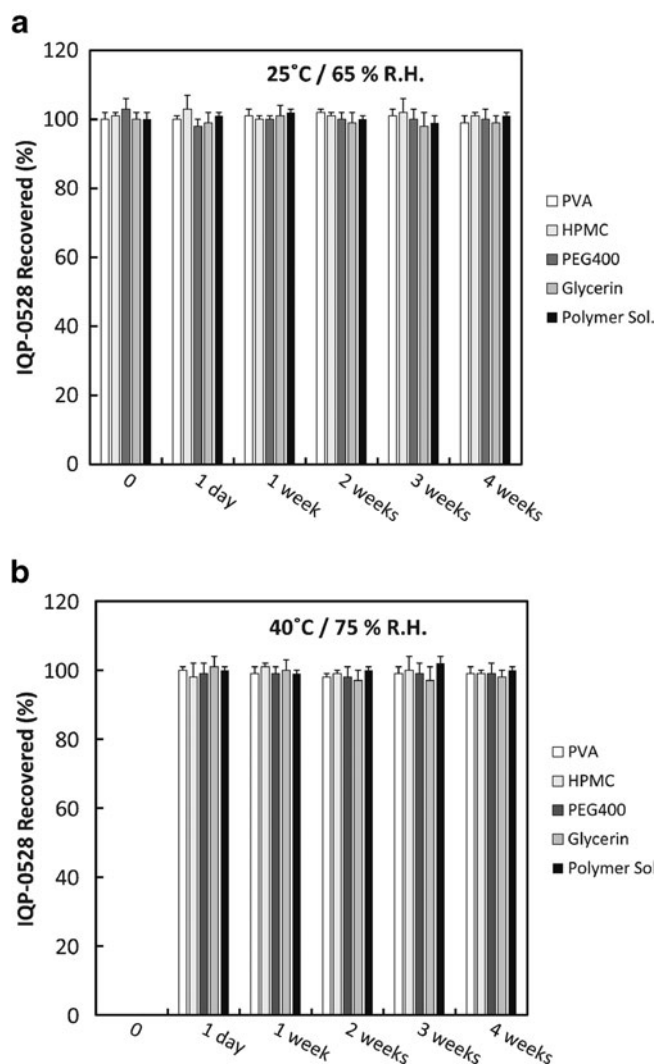 a
25°C / 65 % R.H.
IQP-0528 Recovered (%)
120
100
80
60
40
20
0
0
1 day
1 week
2 weeks
3 weeks
4 weeks
PVA
HPMC
PEG400
Glycerin
Polymer Sol.
b
40°C / 75 % R.H.
IQP-0528 Recovered (%)
120
100
80
60
40
20
0
0
1 day
1 week
2 weeks
3 weeks
4 weeks
PVA
HPMC
PEG400
Glycerin
Polymer Sol